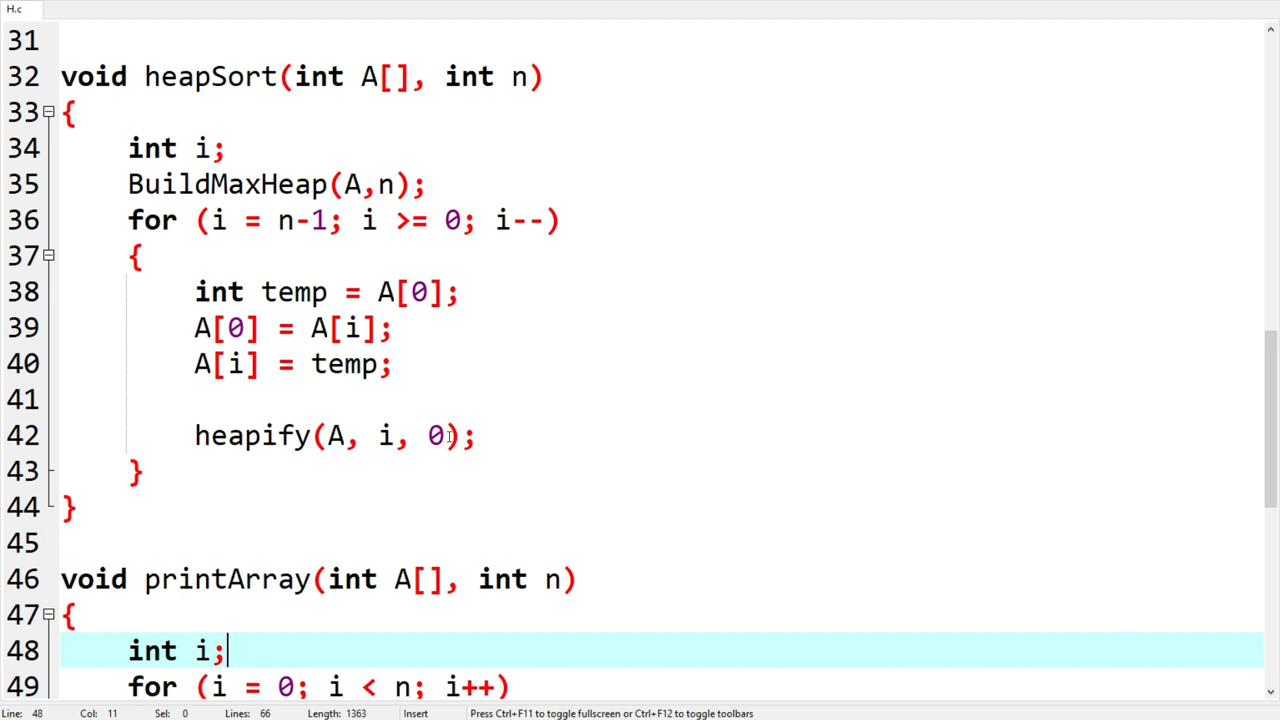 H.c
31
32 void heapSort(int A[], int n)
33 {
34 int i;
35 BuildMaxHeap(A,n);
36 for (i = n-1; i >= 0; i--)
37 {
38 int temp = A[0];
39 A[0] = A[i];
40 A[i] = temp;
41
42 heapify(A, i, 0);
43 }
44 }
45
46 void printArray(int A[], int n)
47 {
48 int i;
49 for (i = 0; i < n; i++)
Line: 48 Col: 11 Sel: 0 Lines: 66 Length: 1363 Insert Press Ctrl+F11 to toggle fullscreen or Ctrl+F12 to toggle toolbars